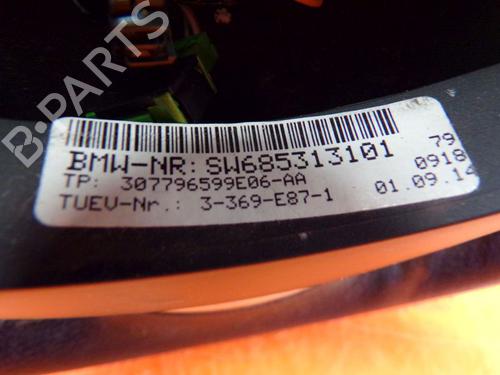 B-PARTS
BMW-NR: SW685313101 79
TP: 307796599E06-AA 0918
TUEV-Nr.: 3-369-E87-1 01.09.14